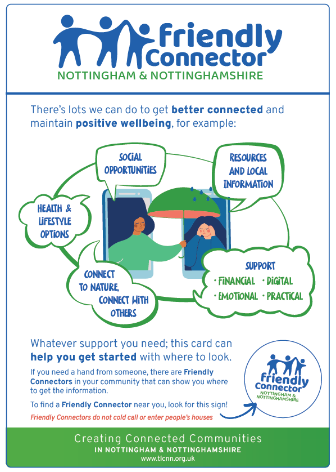 friendly
Connector
NOTTINGHAM & NOTTINGHAMSHIRE
There's lots we can do to get better connected and
maintain positive wellbeing, for example:
SOCIAL
OPPORTUNITIES
RESOURCES
AND LOCAL
INFORMATION
HEALTH &
LIFESTYLE
OPTIONS
CONNECT
TO NATURE,
CONNECT WITH
OTHERS
SUPPORT
· FINANCIAL · DIGITAL
· EMOTIONAL · PRACTICAL
Whatever support you need; this card can
help you get started with where to look.
If you need a hand from someone, there are Friendly
Connectors in your community that can show you where
to get the information.
To find a Friendly Connector near you, look for this sign!
Friendly Connectors do not cold call or enter people's houses
friendly
Connector
NOTTINGHAM &
NOTTINGHAMSHIRE
Creating Connected Communities
IN NOTTINGHAM & NOTTINGHAMSHIRE
www.tlcnn.org.uk